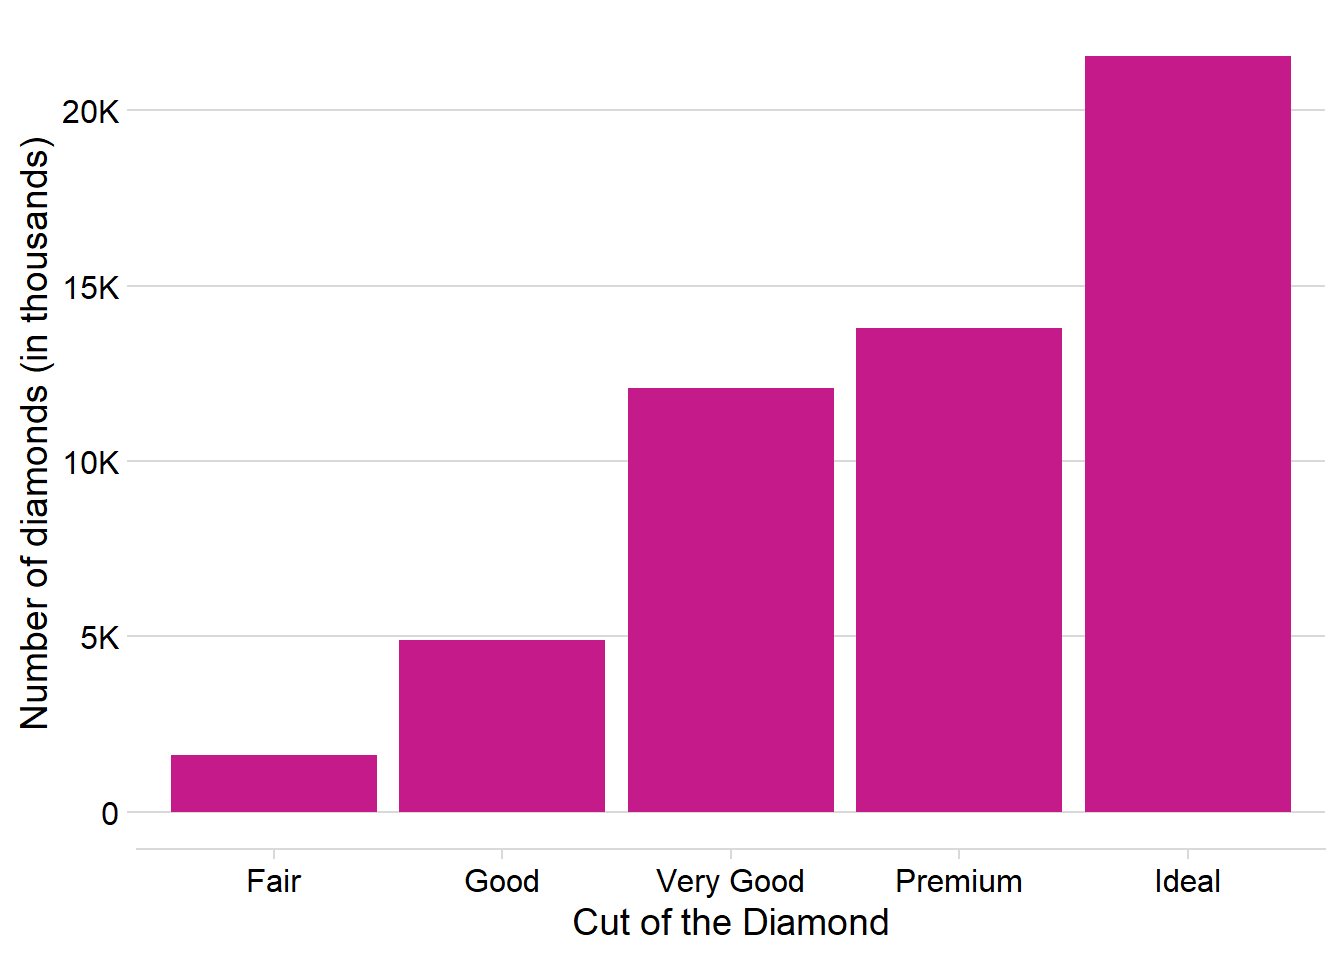 Number of diamonds (in thousands)
20K
15K
10K
5K
0
Fair Good Very Good Premium Ideal
Cut of the Diamond